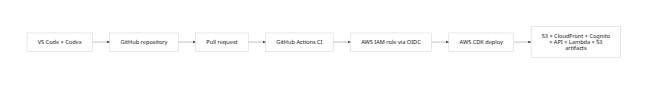 VS Code + Codex
GitHub repository
Pull request
GitHub Actions CI
AWS IAM role via OIDC
AWS CDK deploy
S3 + CloudFront + Cognito
+ API + Lambda + S3
artifacts